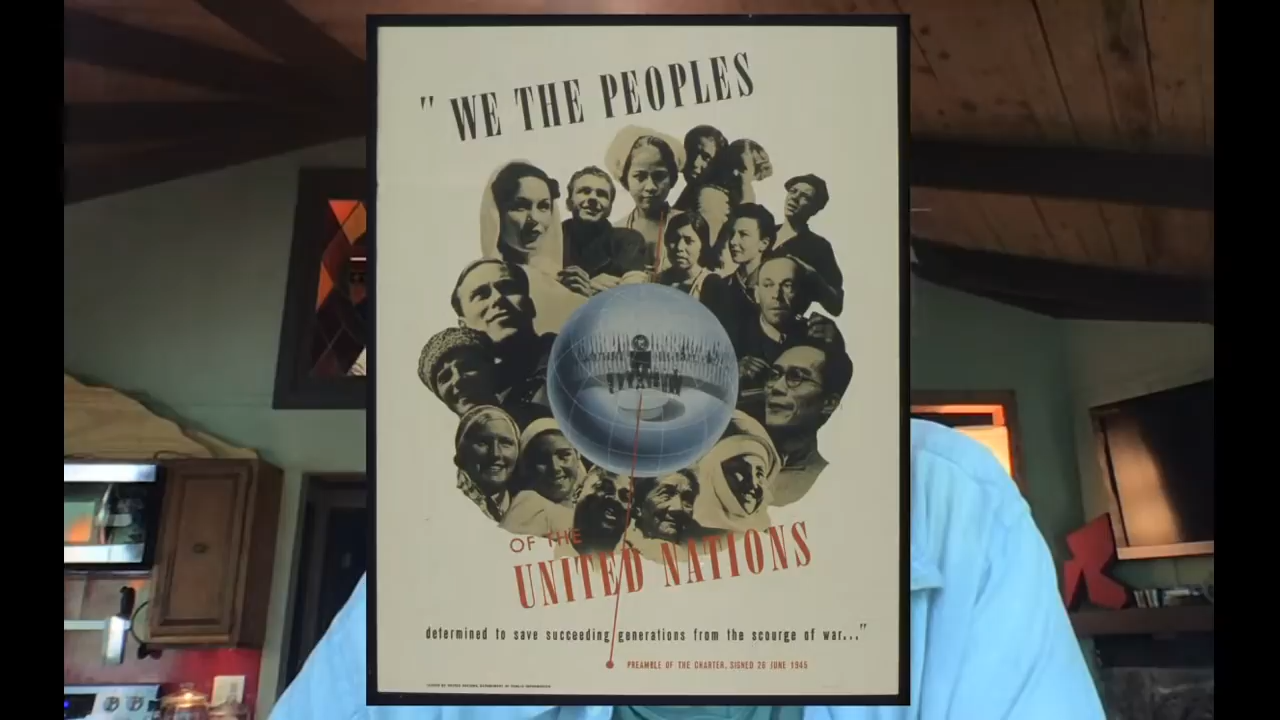 " WE THE PEOPLES
OF THE
UNITED NATIONS
determined to save succeeding generations from the scourge of war..."
PREAMBLE OF THE CHARTER, SIGNED 26 JUNE 1945